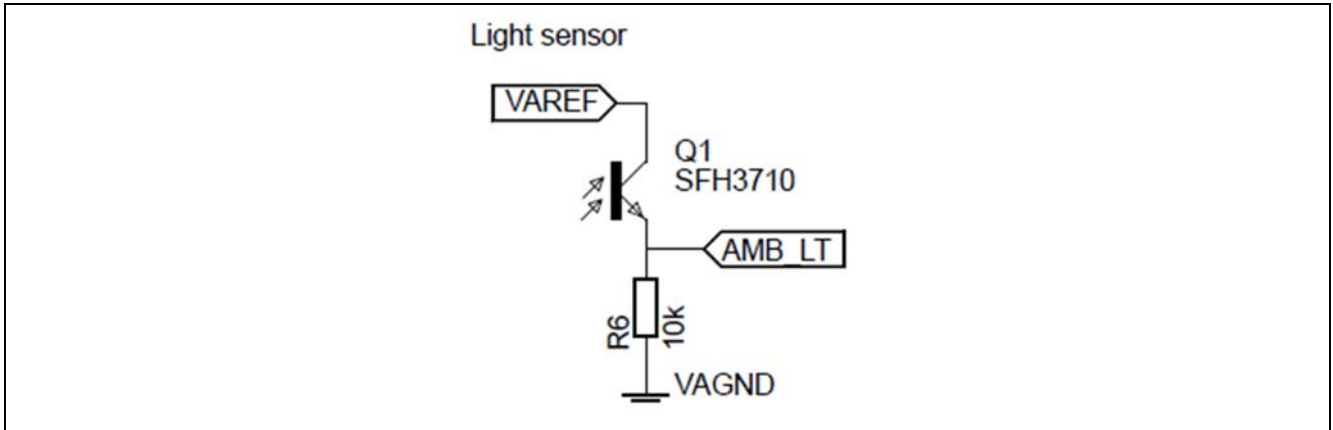 Light sensor
VAREF
Q1
SFH3710
AMB_LT
R6
10k
VAGND